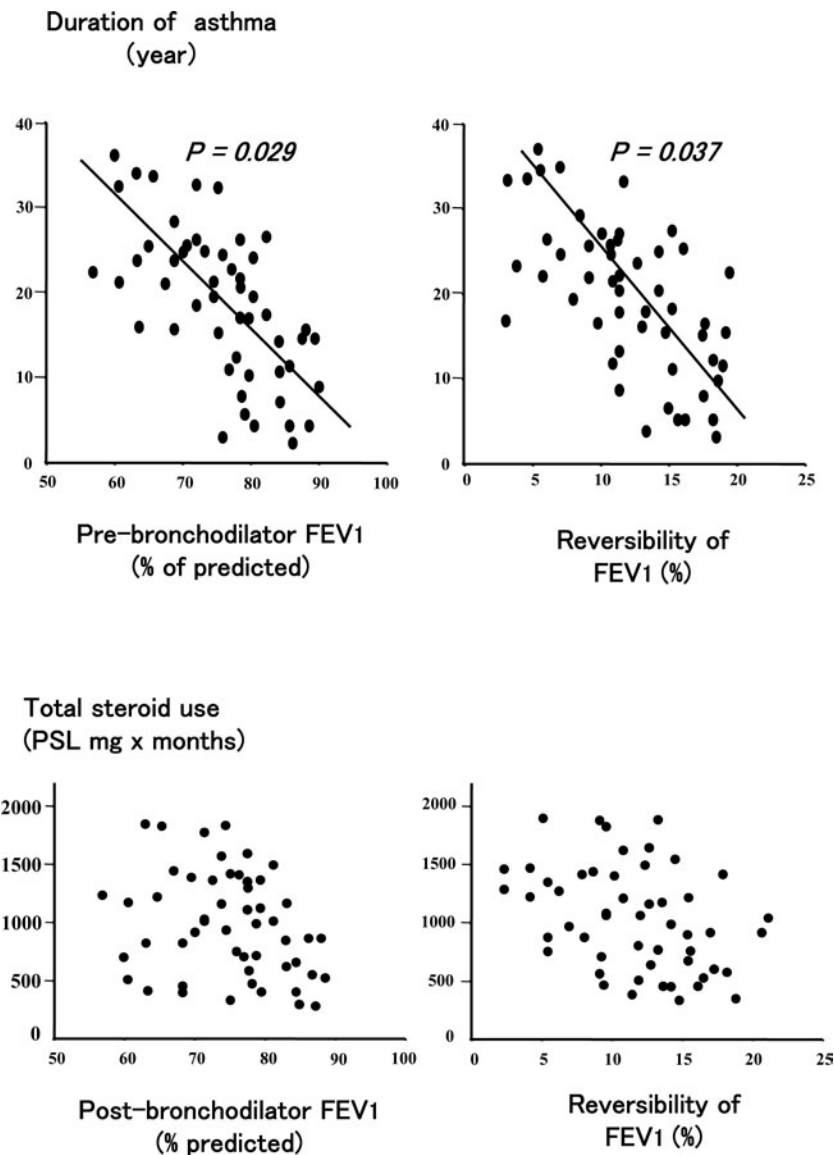 Duration of asthma
(year)
P = 0.029
40
30
20
10
0
50 60 70 80 90 100
Pre-bronchodilator FEV1
(% of predicted)
P = 0.037
40
30
20
10
0
0 5 10 15 20 25
Reversibility of
FEV1 (%)
Total steroid use
(PSL mg x months)
2000
1500
1000
500
0
50 60 70 80 90 100
Post-bronchodilator FEV1
(% predicted)
2000
1500
1000
500
0
0 5 10 15 20 25
Reversibility of
FEV1 (%)